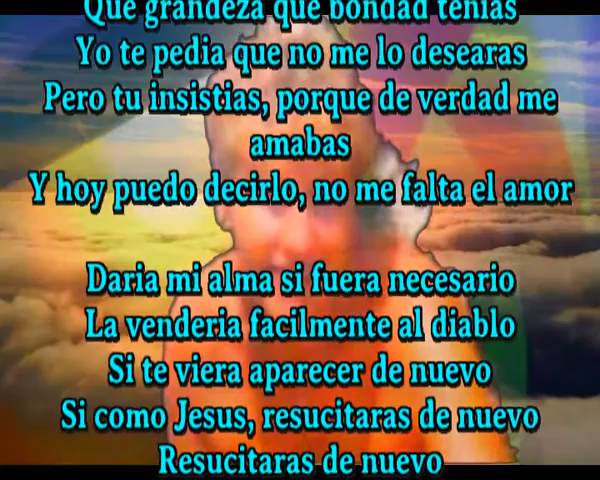 Que grandeza que bondad tenias
Yo te pedia que no me lo desearas
Pero tu insistias, porque de verdad me
amabas
Y hoy puedo decirlo, no me falta el amor
Daria mi alma si fuera necesario
La venderia facilmente al diablo
Si te viera aparecer de nuevo
Si como Jesus, resucitaras de nuevo
Resucitaras de nuevo